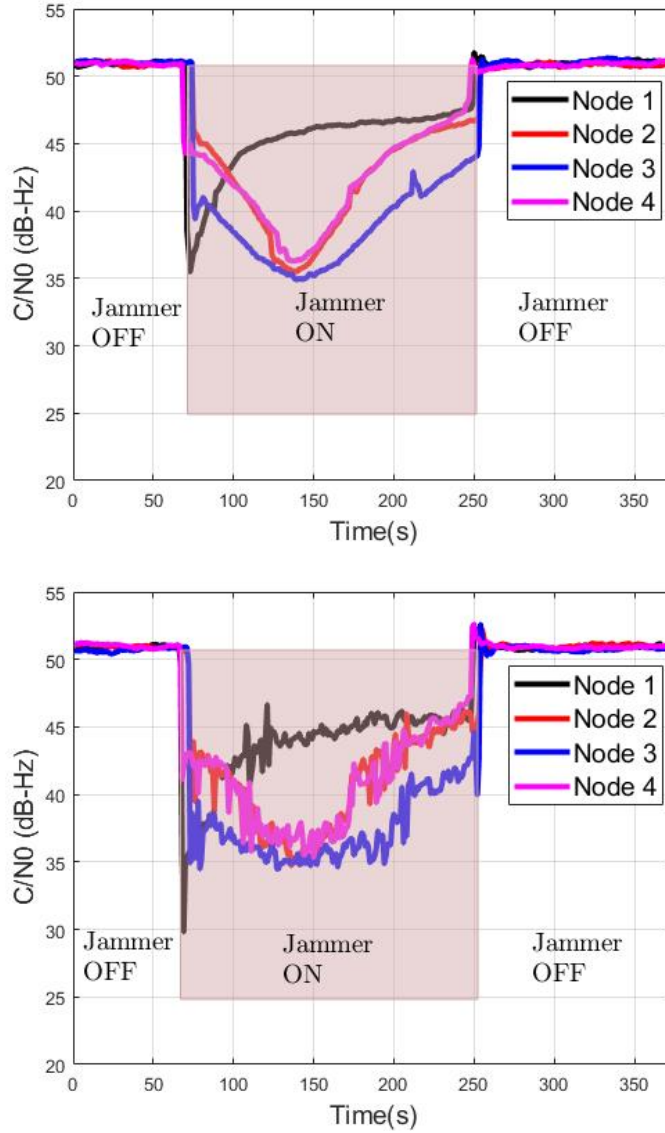 55
50
45
40
35
30
25
20
C/N0 (dB-Hz)
Node 1
Node 2
Node 3
Node 4
Jammer
OFF
Jammer
ON
Jammer
OFF
0 50 100 150 200 250 300 350
Time(s)
55
50
45
40
35
30
25
20
C/N0 (dB-Hz)
Node 1
Node 2
Node 3
Node 4
Jammer
OFF
Jammer
ON
Jammer
OFF
0 50 100 150 200 250 300 350
Time(s)